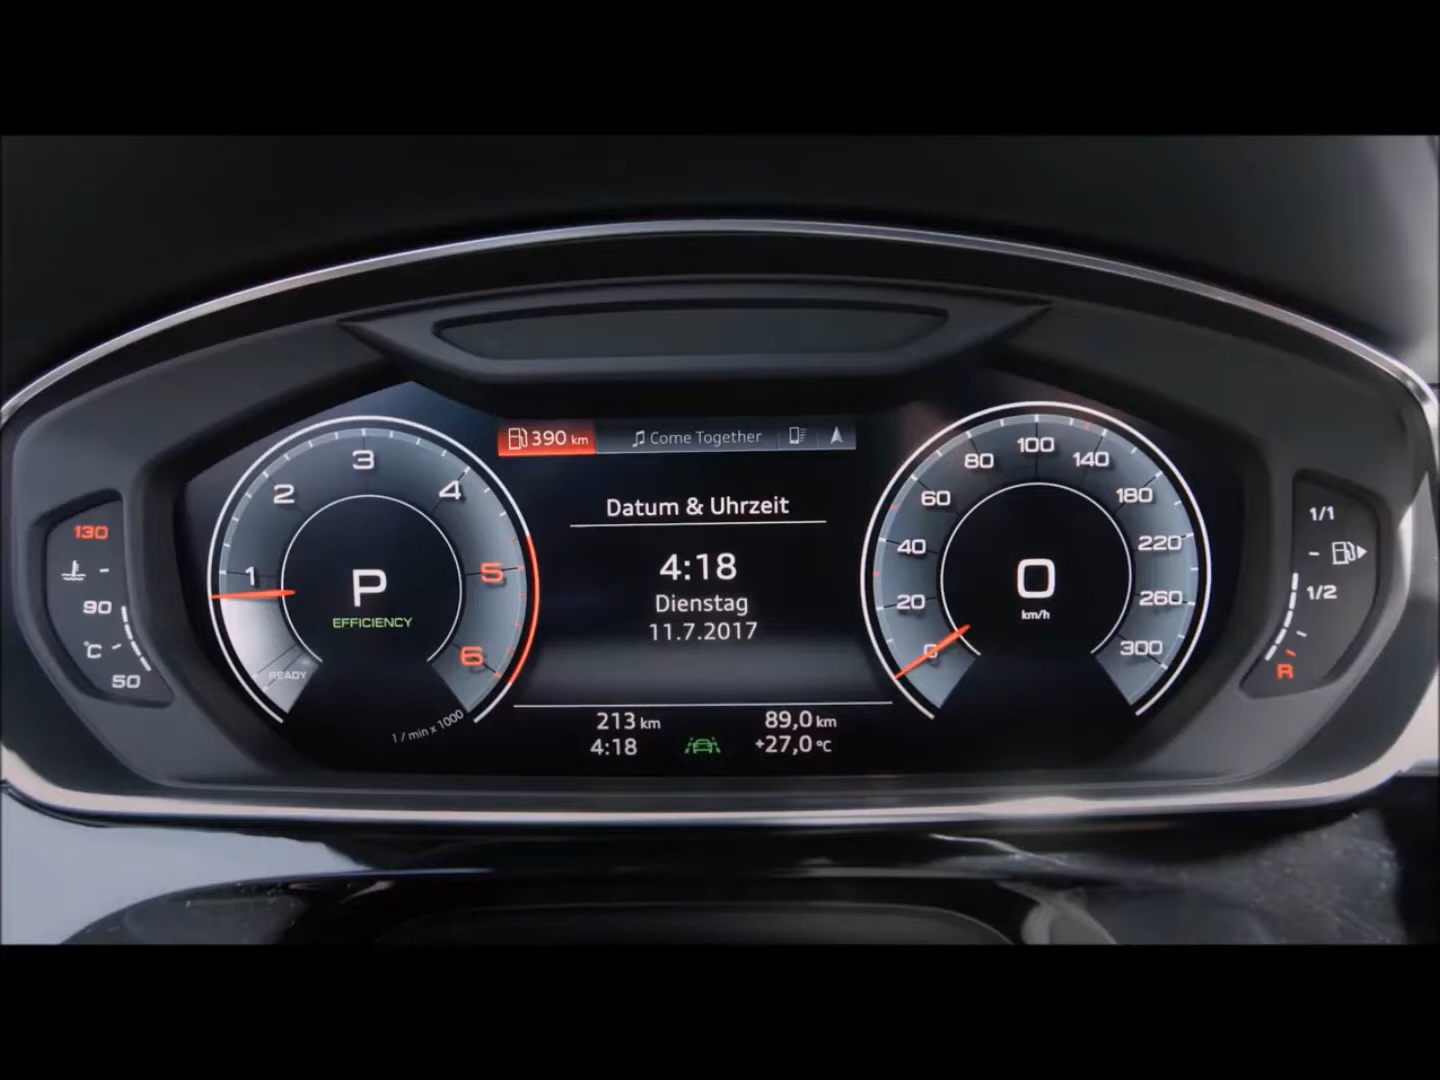 390 km
Come Together
Datum & Uhrzeit
4:18
Dienstag
11.7.2017
213 km
89,0 km
4:18
+27,0 °C
130
90
°C
50
1
2
3
4
5
6
P
EFFICIENCY
READY
1 / min x 1000
0
20
40
60
80
100
140
180
220
260
300
0
km/h
1/1
1/2
R